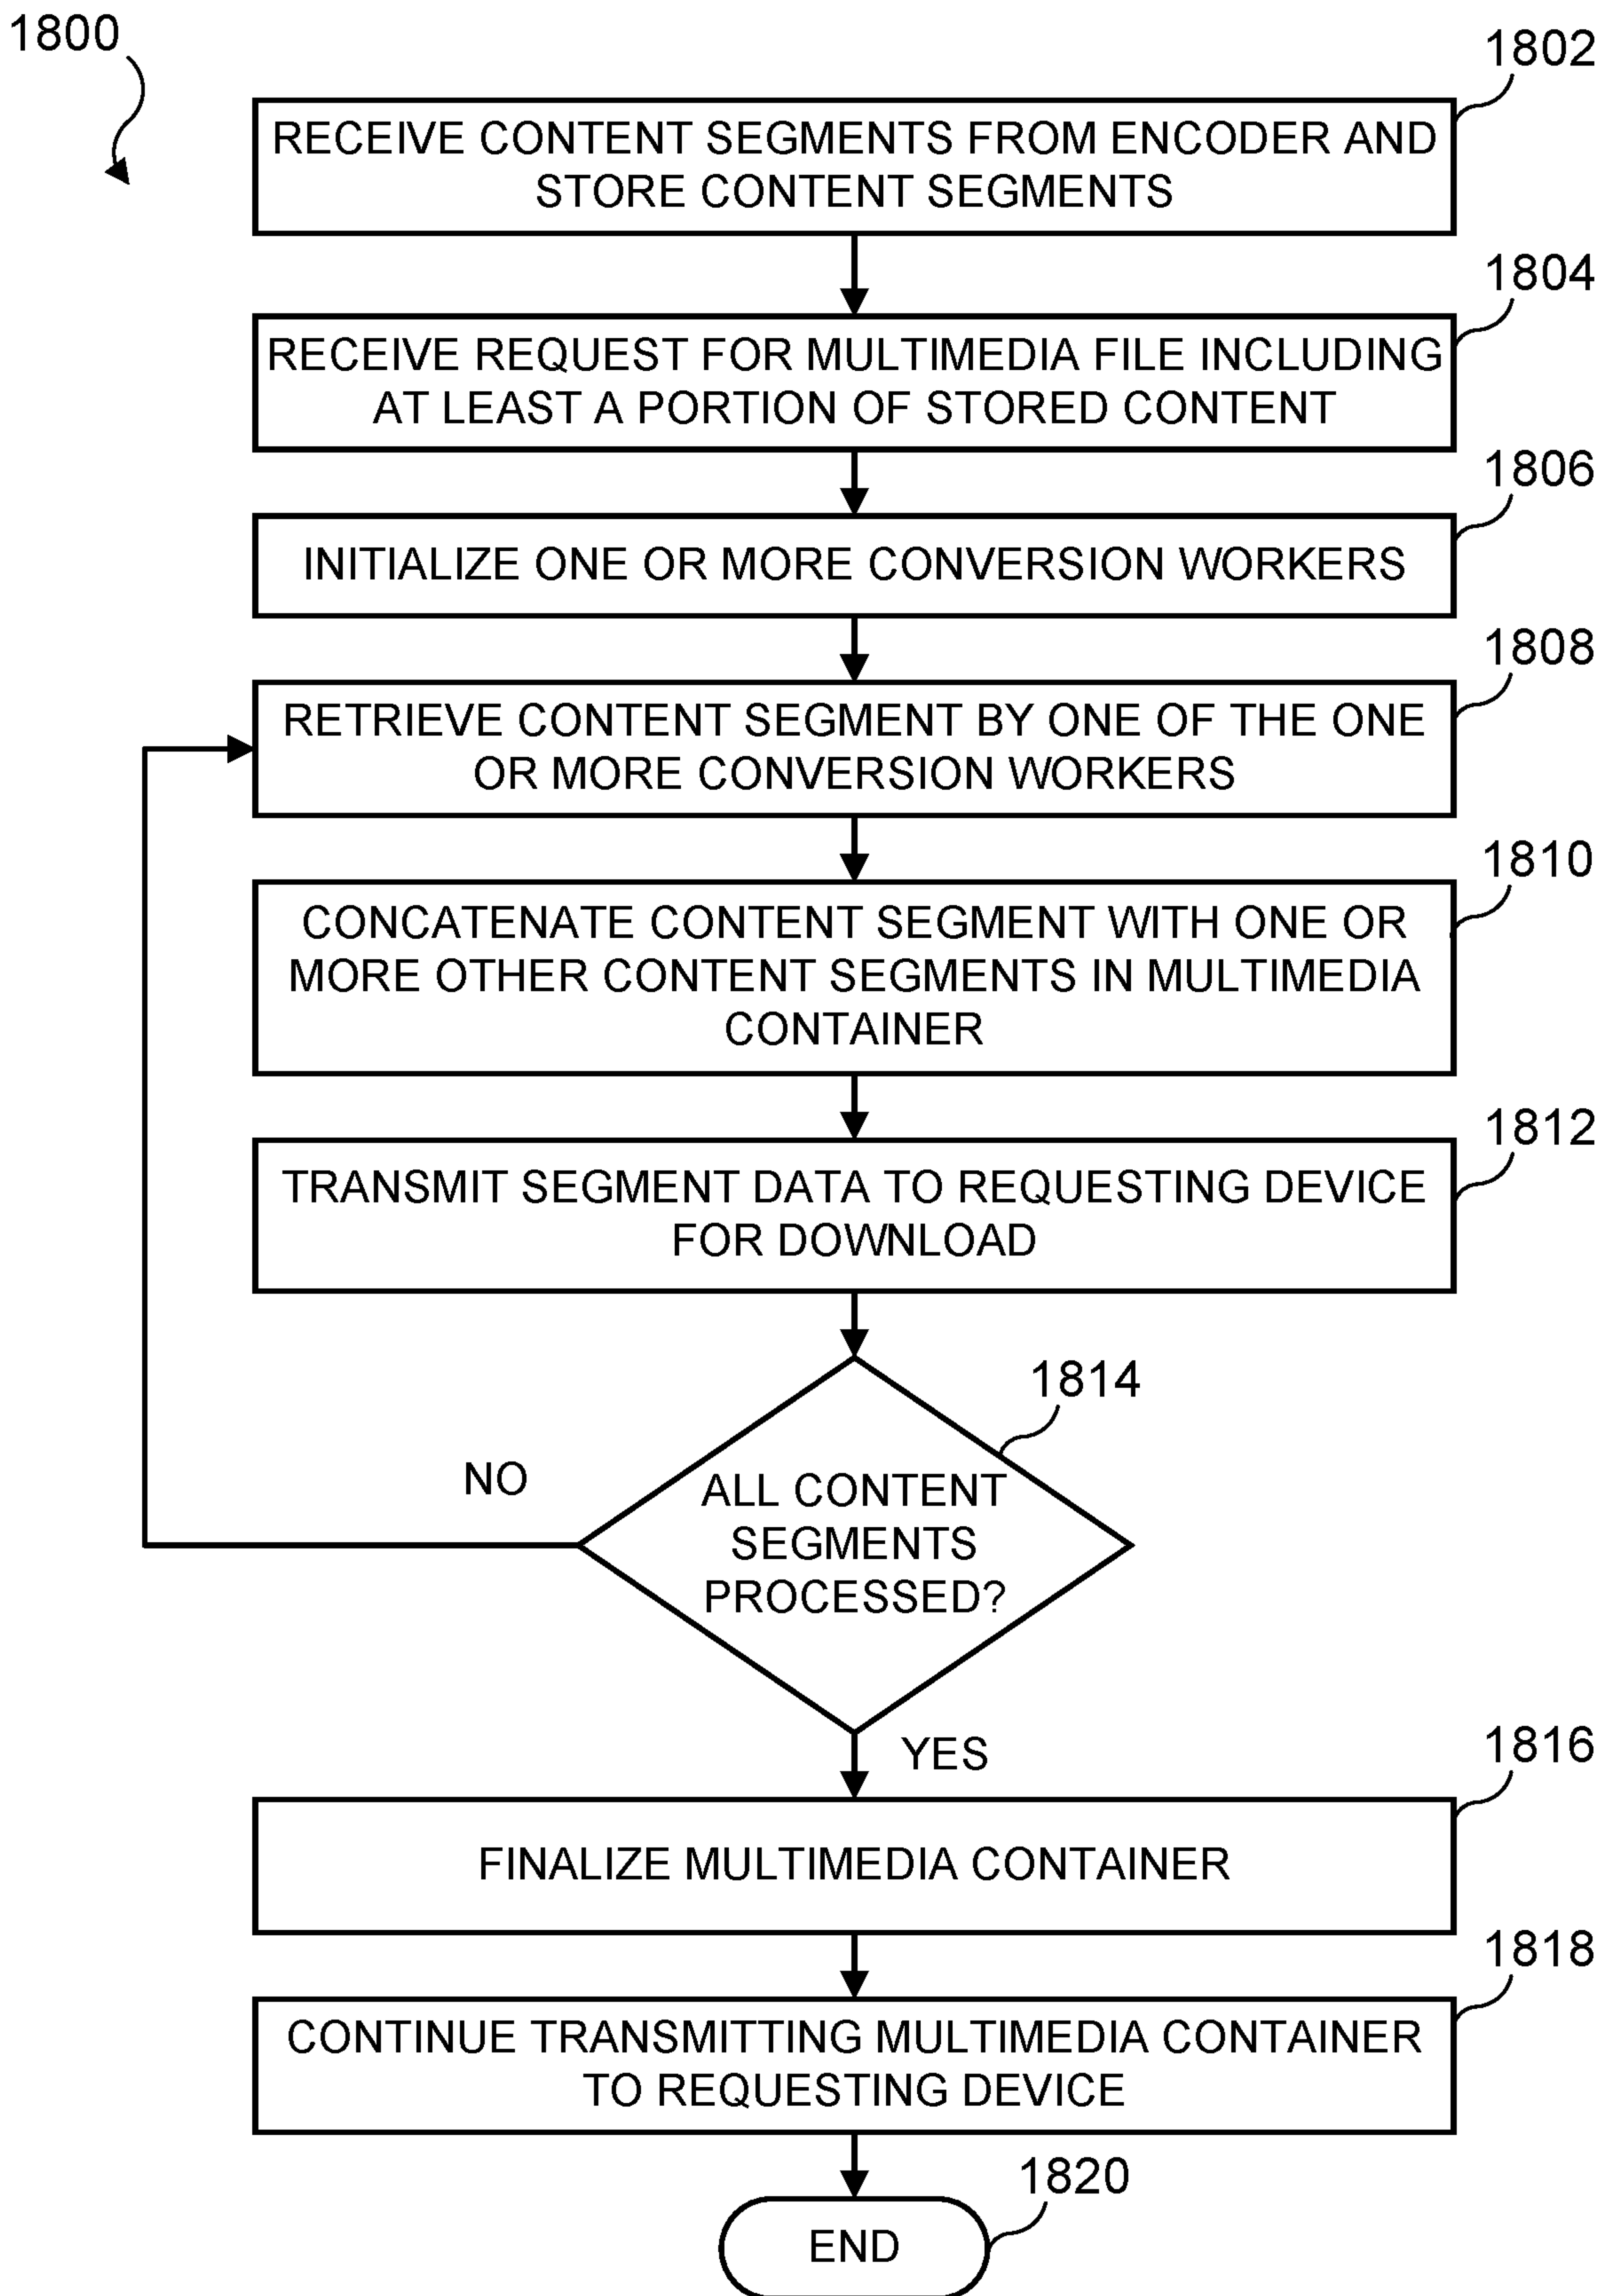 1800
1802
RECEIVE CONTENT SEGMENTS FROM ENCODER AND
STORE CONTENT SEGMENTS
1804
RECEIVE REQUEST FOR MULTIMEDIA FILE INCLUDING
AT LEAST A PORTION OF STORED CONTENT
1806
INITIALIZE ONE OR MORE CONVERSION WORKERS
1808
RETRIEVE CONTENT SEGMENT BY ONE OF THE ONE
OR MORE CONVERSION WORKERS
1810
CONCATENATE CONTENT SEGMENT WITH ONE OR
MORE OTHER CONTENT SEGMENTS IN MULTIMEDIA
CONTAINER
1812
TRANSMIT SEGMENT DATA TO REQUESTING DEVICE
FOR DOWNLOAD
1814
NO
ALL CONTENT
SEGMENTS
PROCESSED?
YES
1816
FINALIZE MULTIMEDIA CONTAINER
1818
CONTINUE TRANSMITTING MULTIMEDIA CONTAINER
TO REQUESTING DEVICE
1820
END